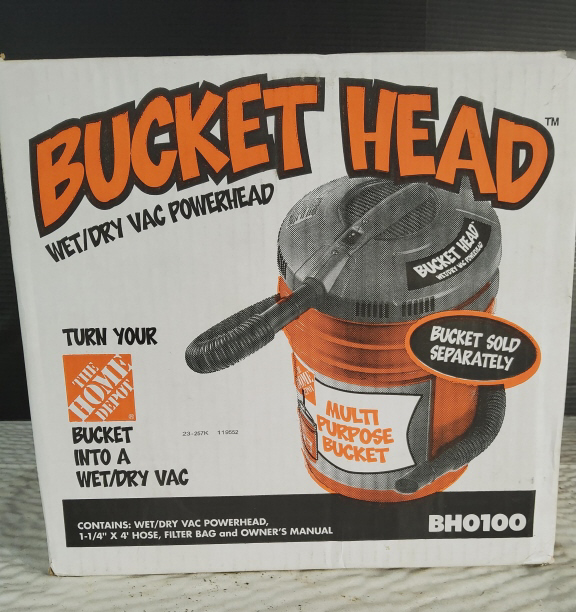 BUCKET HEAD™
WET/DRY VAC POWERHEAD
BUCKET HEAD
WET/DRY VAC POWERHEAD
BUCKET SOLD
SEPARATELY
TURN YOUR
THE
HOME
DEPOT
BUCKET
INTO A
WET/DRY VAC
MULTI
PURPOSE
BUCKET
CONTAINS: WET/DRY VAC POWERHEAD,
1-1/4" X 4' HOSE, FILTER BAG and OWNER'S MANUAL
BH0100